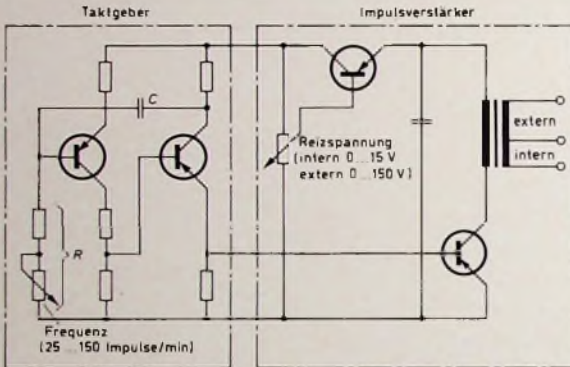 Taktgeber
Impulsverstärker
C
R
Frequenz
(25 ... 150 Impulse/min)
Reizspannung
(intern 0...15 V
extern 0...150 V)
extern
intern